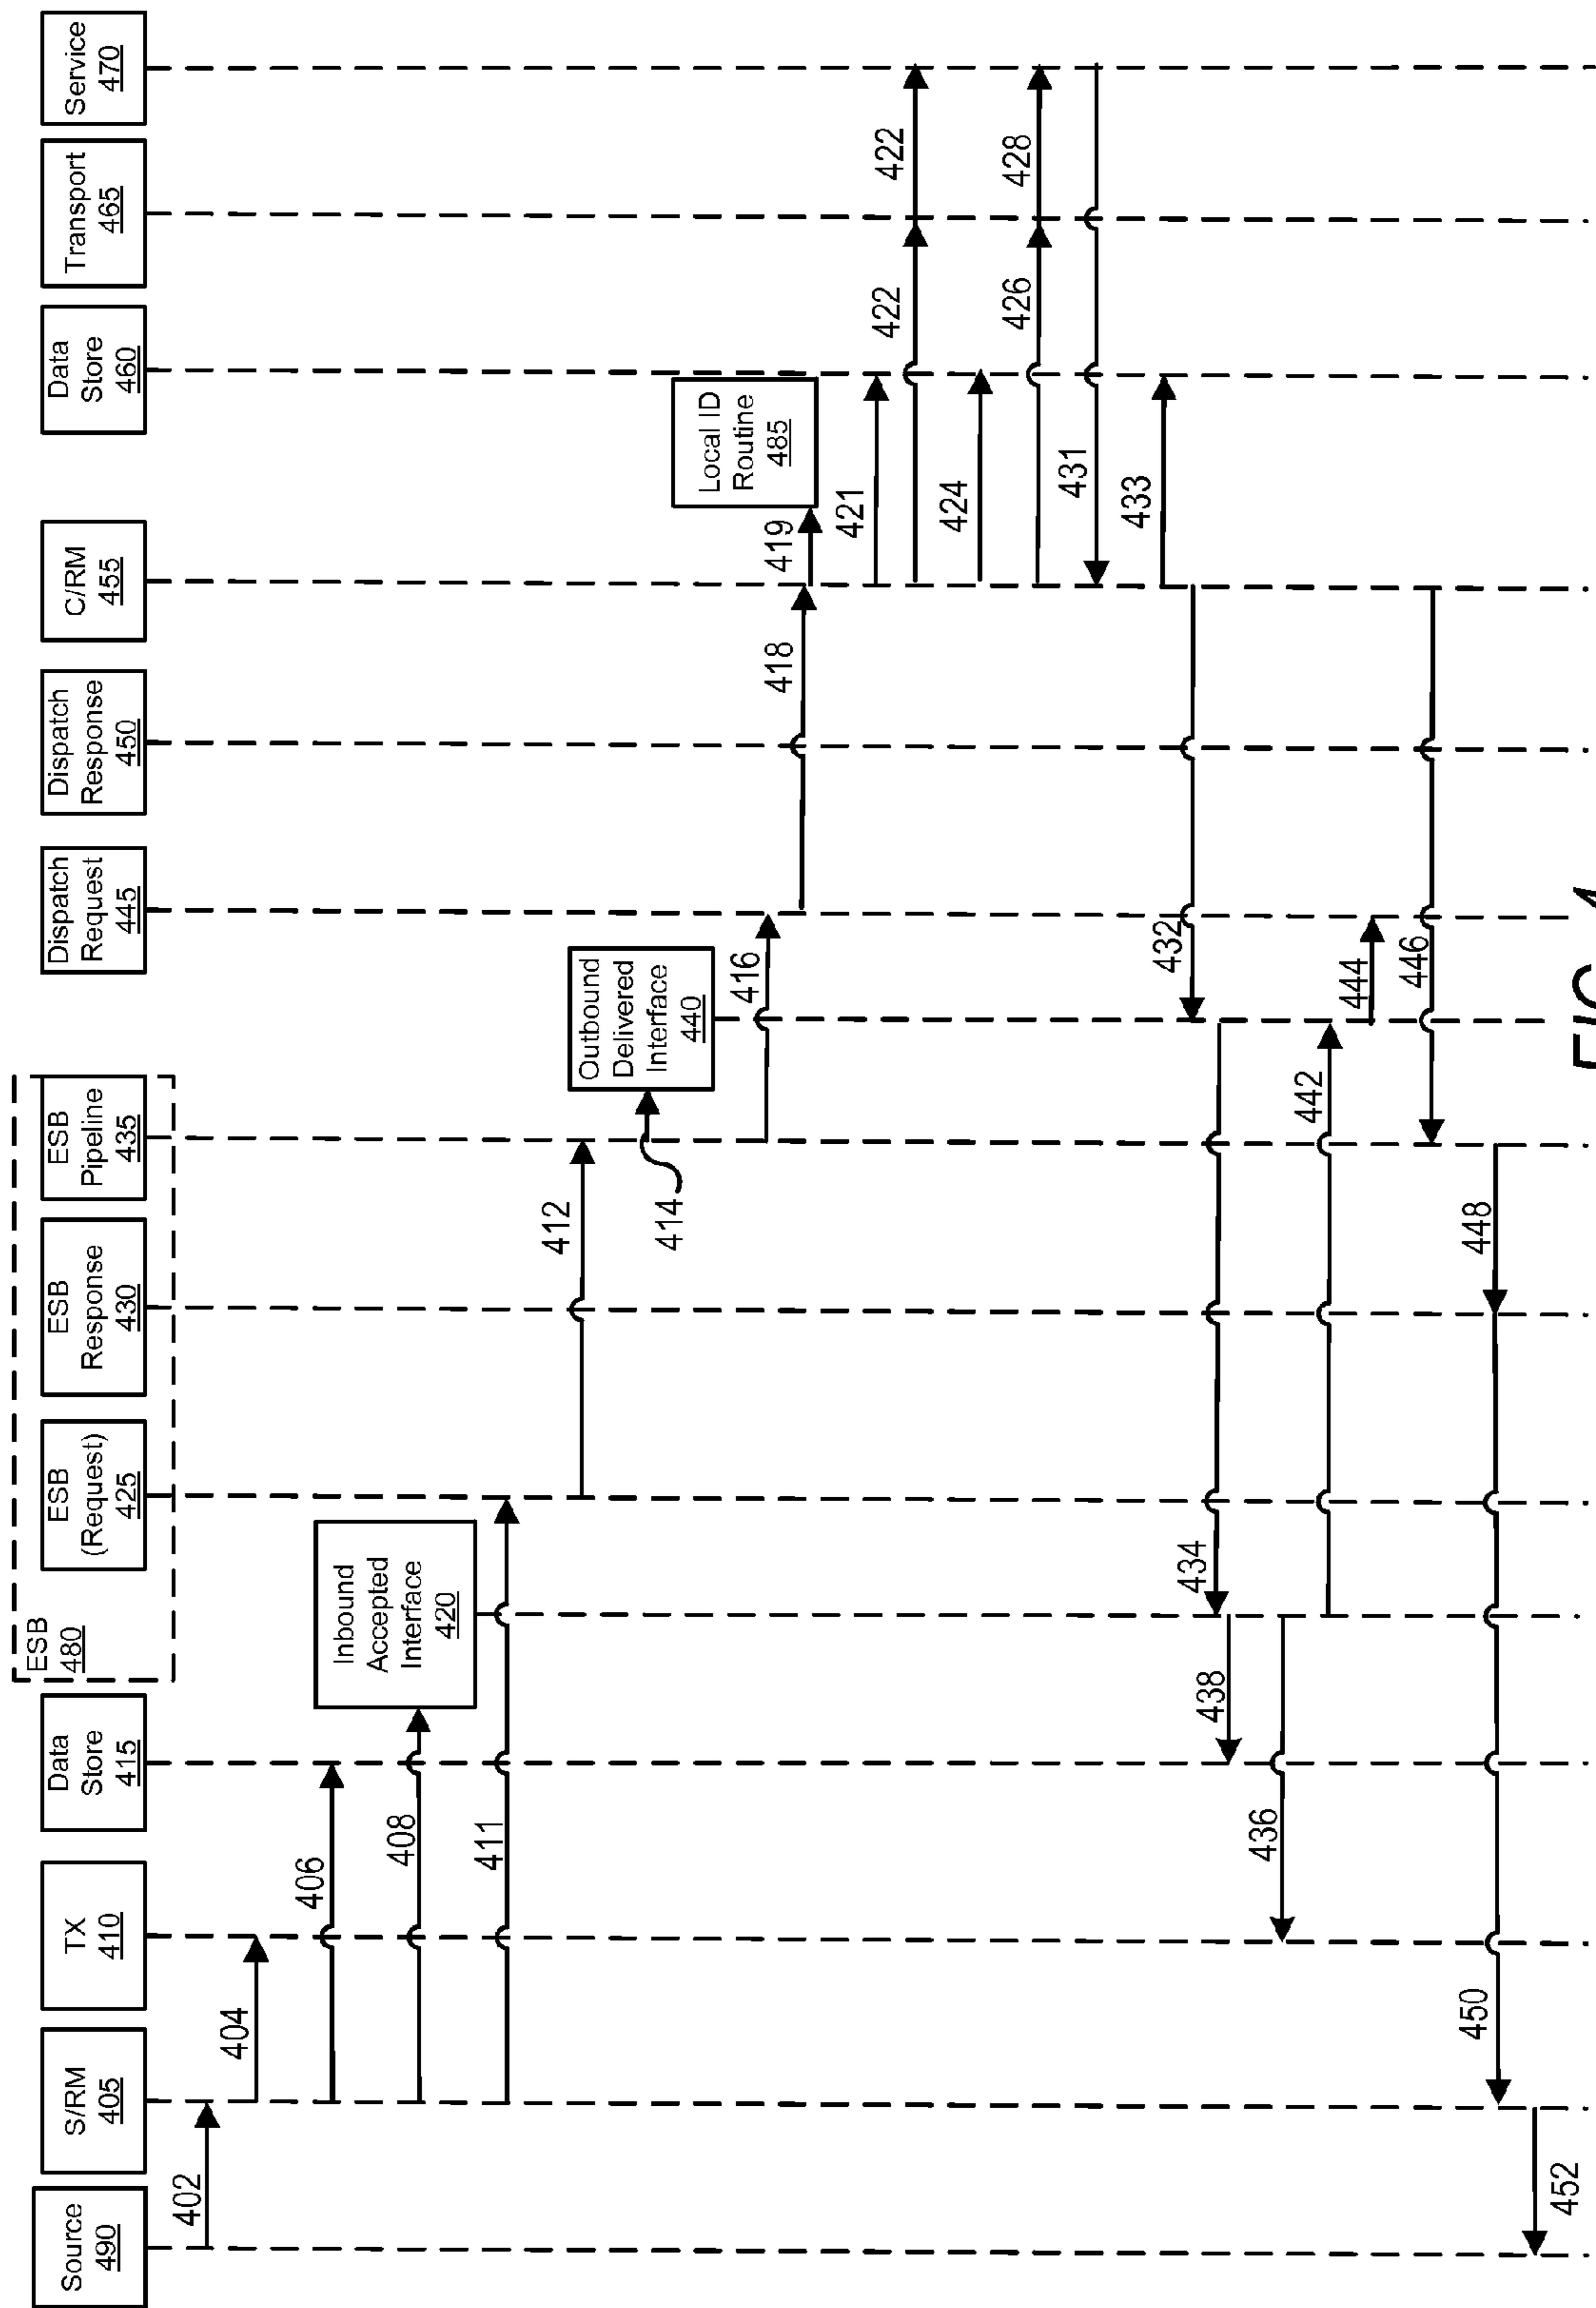 Source
490
S/RM
405
TX
410
Data
Store
415
ESB
480
ESB
(Request)
425
ESB
Response
430
ESB
Pipeline
435
Dispatch
Request
445
Dispatch
Response
450
C/RM
455
Data
Store
460
Transport
465
Service
470
402
404
406
408
Inbound
Accepted
Interface
420
411
412
414
Outbound
Delivered
Interface
440
416
418
419
Local ID
Routine
485
421
422
422
424
426
428
431
433
432
434
438
436
442
444
446
448
450
452
FIG. 4